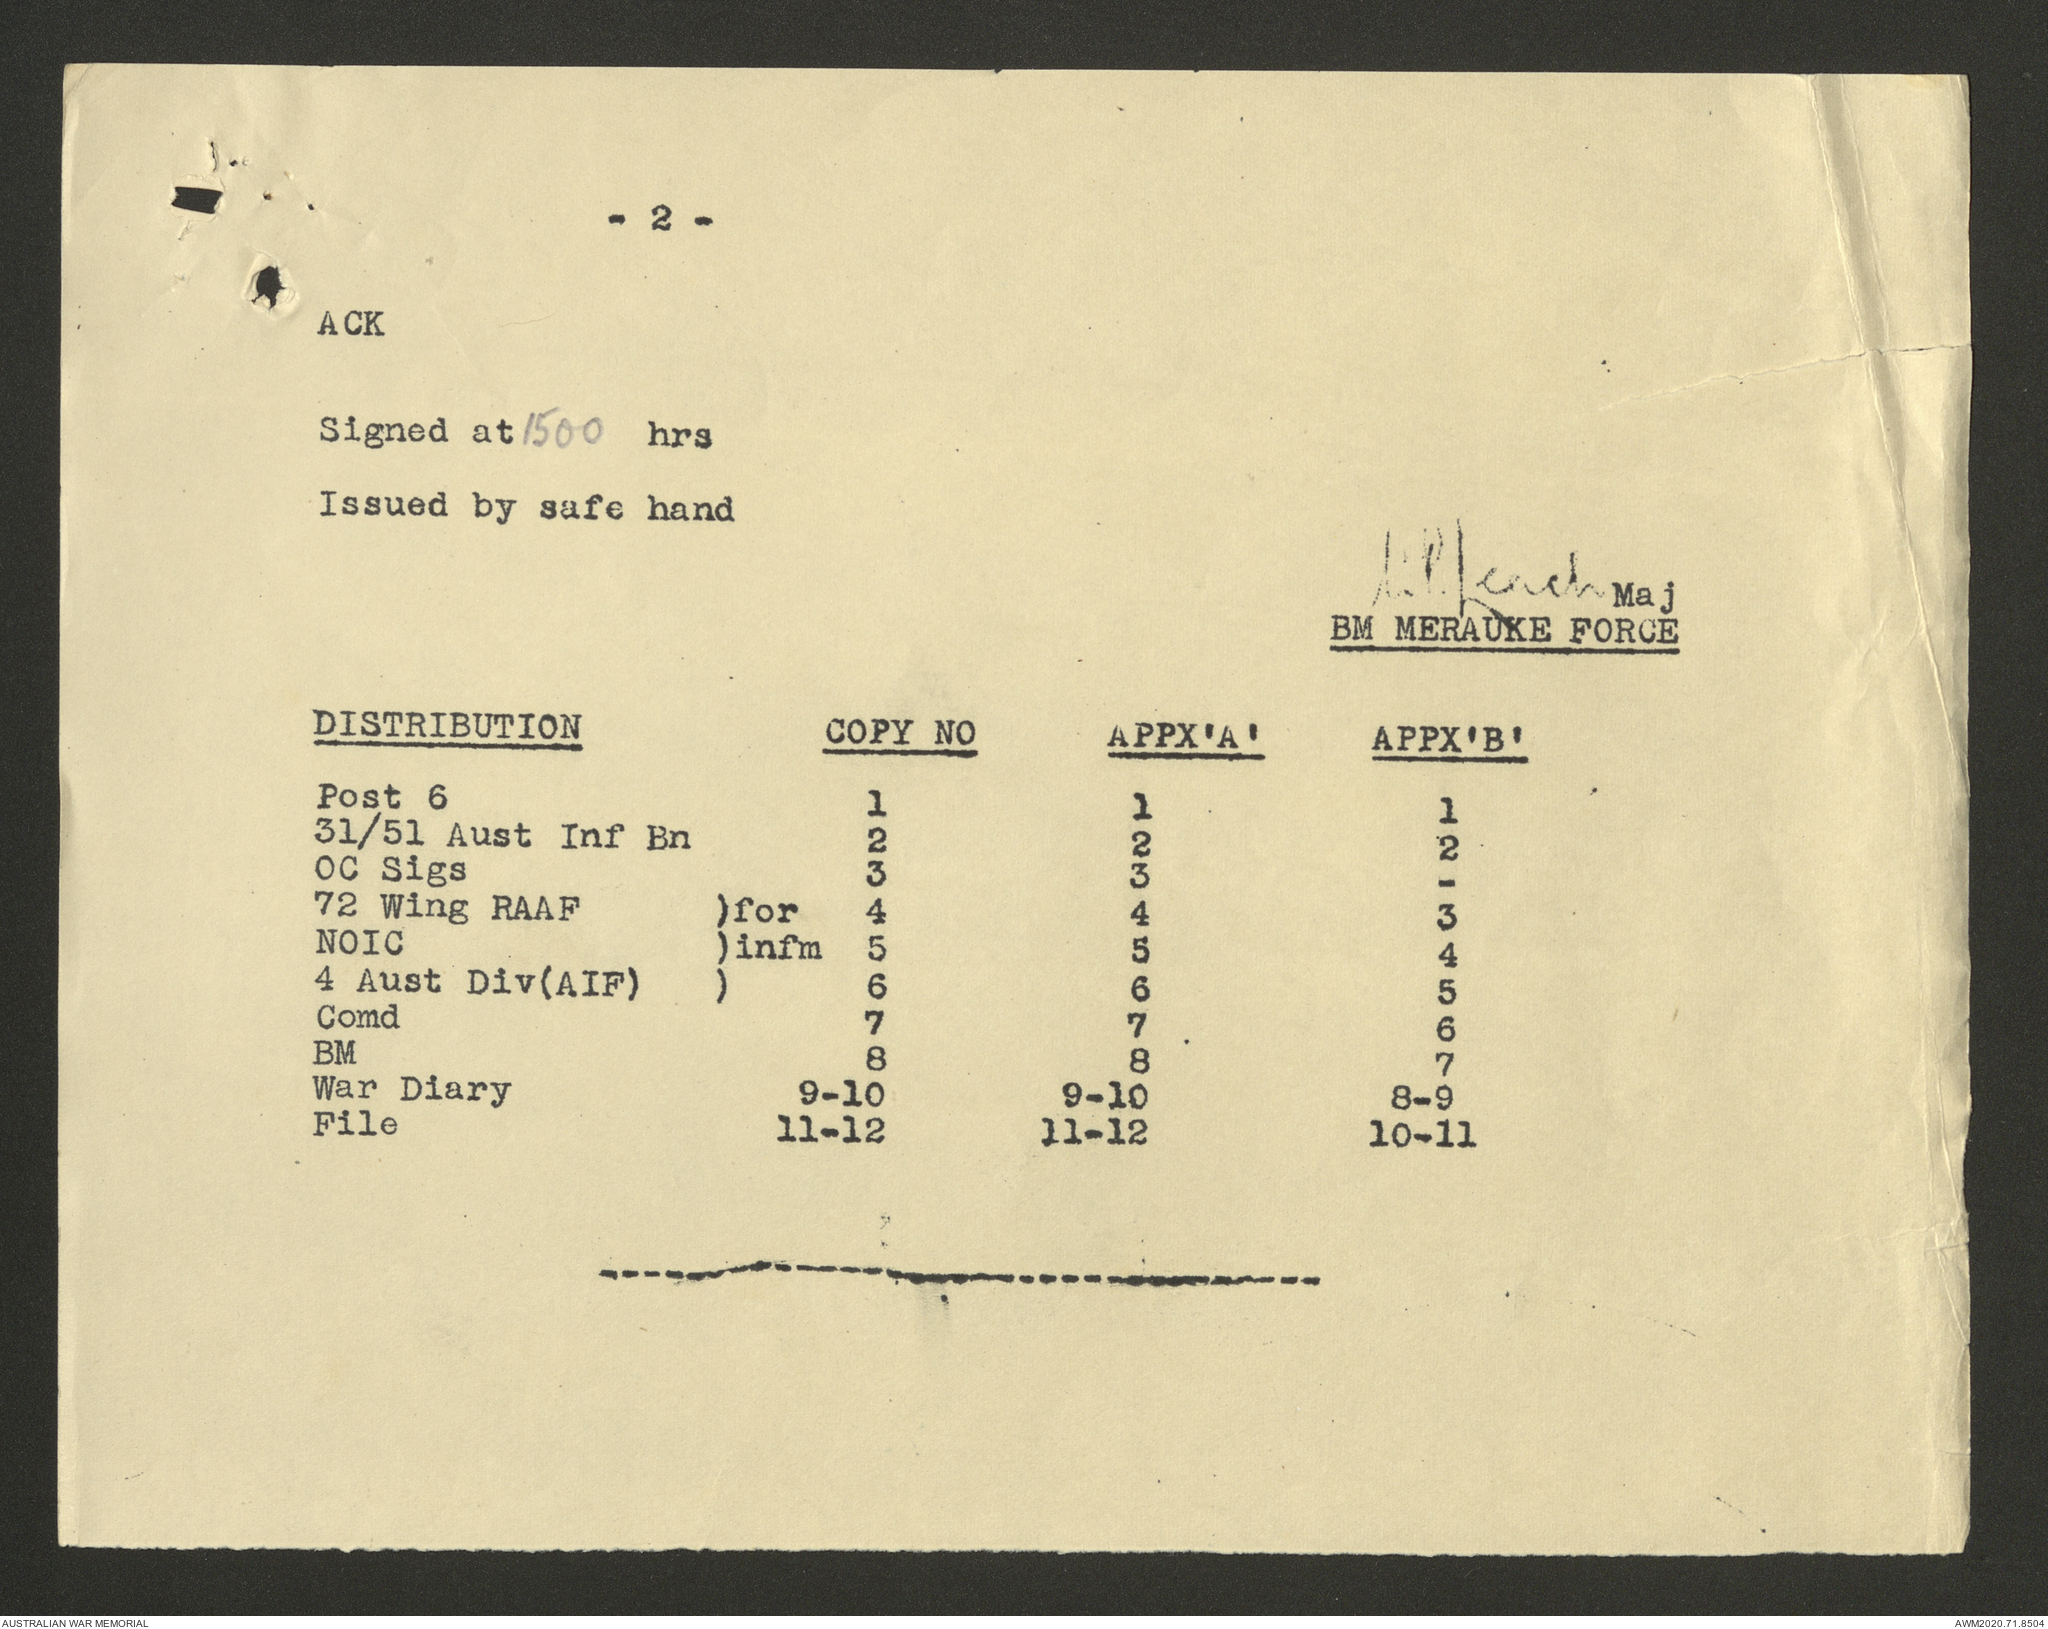 - 2 -
ACK
Signed at 1500 hrs
Issued by safe hand
Leach Maj
BM MERAUKE FORCE
DISTRIBUTION COPY NO APPX'A' APPX'B'
Post 6 1 1 1
31/51 Aust Inf Bn 2 2 2
OC Sigs 3 3 -
72 Wing RAAF )for 4 4 3
NOIC )infm 5 5 4
4 Aust Div(AIF) ) 6 6 5
Comd 7 7 6
BM 8 8 7
War Diary 9-10 9-10 8-9
File 11-12 11-12 10-11
AUSTRALIAN WAR MEMORIAL AWM2020.71.8504